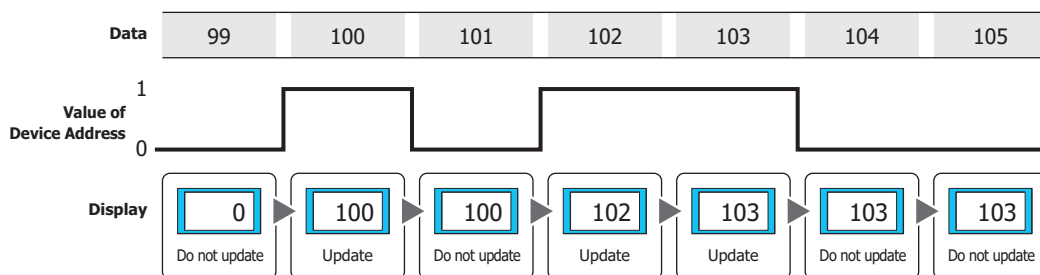 Data 99 100 101 102 103 104 105
1
Value of
Device Address
0
Display 0 100 100 102 103 103 103
Do not update Update Do not update Update Update Do not update Do not update